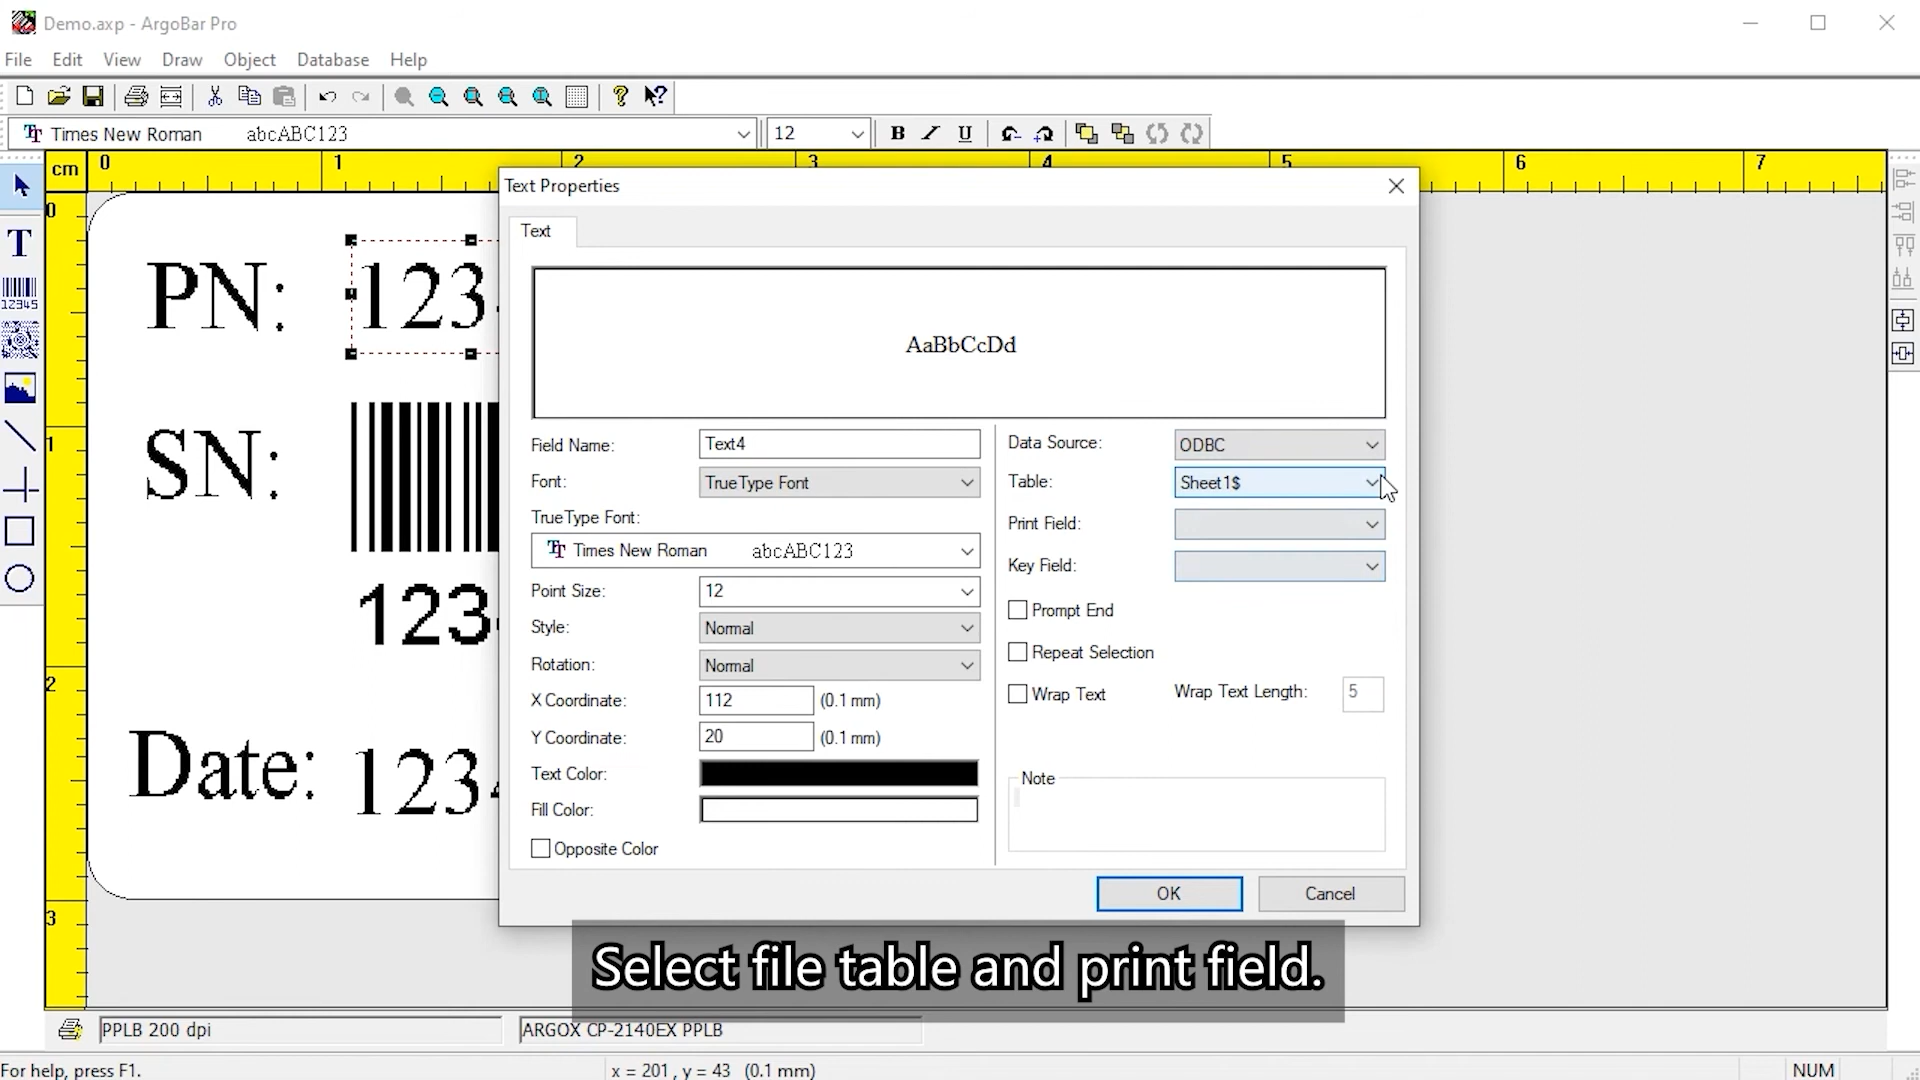 Demo.axp - ArgoBar Pro
File Edit View Draw Object Database Help
Times New Roman abcABC123 12 B I U
cm 0 1 2 3 4 5 6 7
Text Properties
0
Text
T
PN: 123
12345
AaBbCcDd
SN:
1
Field Name: Text4
Data Source: ODBC
Font: TrueType Font
Table: Sheet1$
TrueType Font:
Print Field:
Times New Roman abcABC123
Key Field:
Point Size: 12
Prompt End
123
Style: Normal
Repeat Selection
Rotation: Normal
2
Wrap Text Wrap Text Length: 5
X Coordinate: 112 (0.1 mm)
Y Coordinate: 20 (0.1 mm)
Date: 1234
Text Color:
Note
Fill Color:
Opposite Color
OK Cancel
3
Select file table and print field.
PPLB 200 dpi ARGOX CP-2140EX PPLB
For help, press F1. x = 201 , y = 43 (0.1 mm) NUM